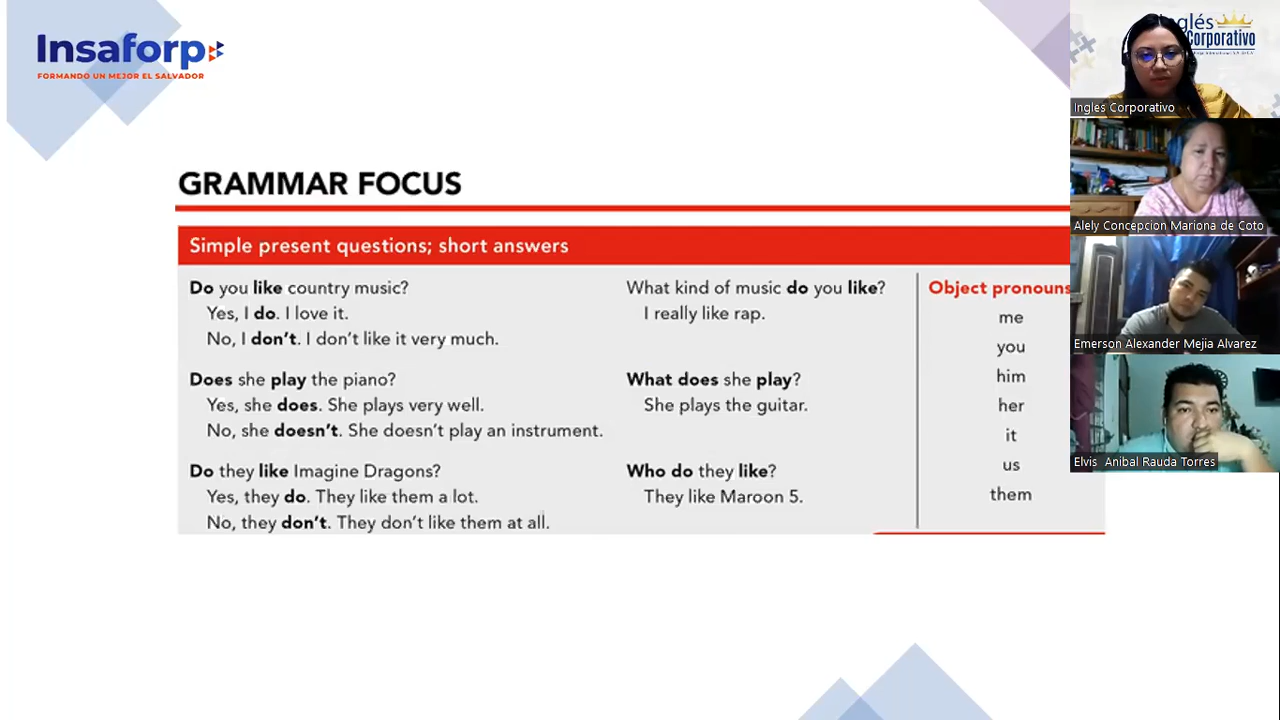 Insaforp
FORMANDO UN MEJOR EL SALVADOR
GRAMMAR FOCUS
Simple present questions; short answers
Do you like country music?
Yes, I do. I love it.
No, I don't. I don't like it very much.
Does she play the piano?
Yes, she does. She plays very well.
No, she doesn't. She doesn't play an instrument.
Do they like Imagine Dragons?
Yes, they do. They like them a lot.
No, they don't. They don't like them at all.
What kind of music do you like?
I really like rap.
What does she play?
She plays the guitar.
Who do they like?
They like Maroon 5.
Object pronouns
me
you
him
her
it
us
them
Inglés
Corporativo
Ingles Corporativo
Alely Concepcion Mariona de Coto
Emerson Alexander Mejia Alvarez
Elvis Anibal Rauda Torres